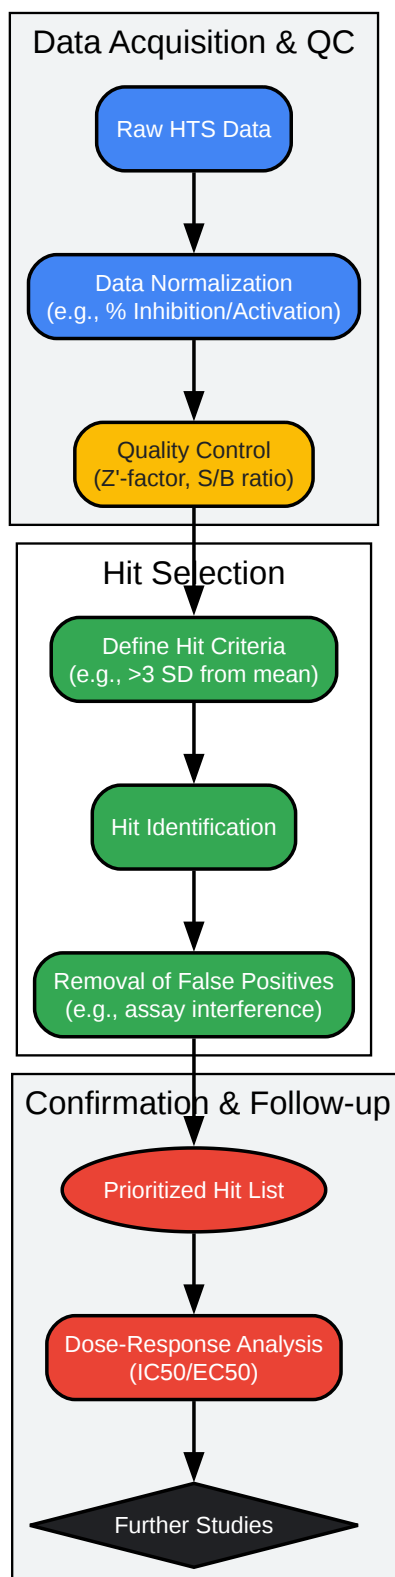 Data Acquisition & QC
Raw HTS Data
Data Normalization
(e.g., % Inhibition/Activation)
Quality Control
(Z'-factor, S/B ratio)
Hit Selection
Define Hit Criteria
(e.g., >3 SD from mean)
Hit Identification
Removal of False Positives
(e.g., assay interference)
Confirmation & Follow-up
Prioritized Hit List
Dose-Response Analysis
(IC50/EC50)
Further Studies